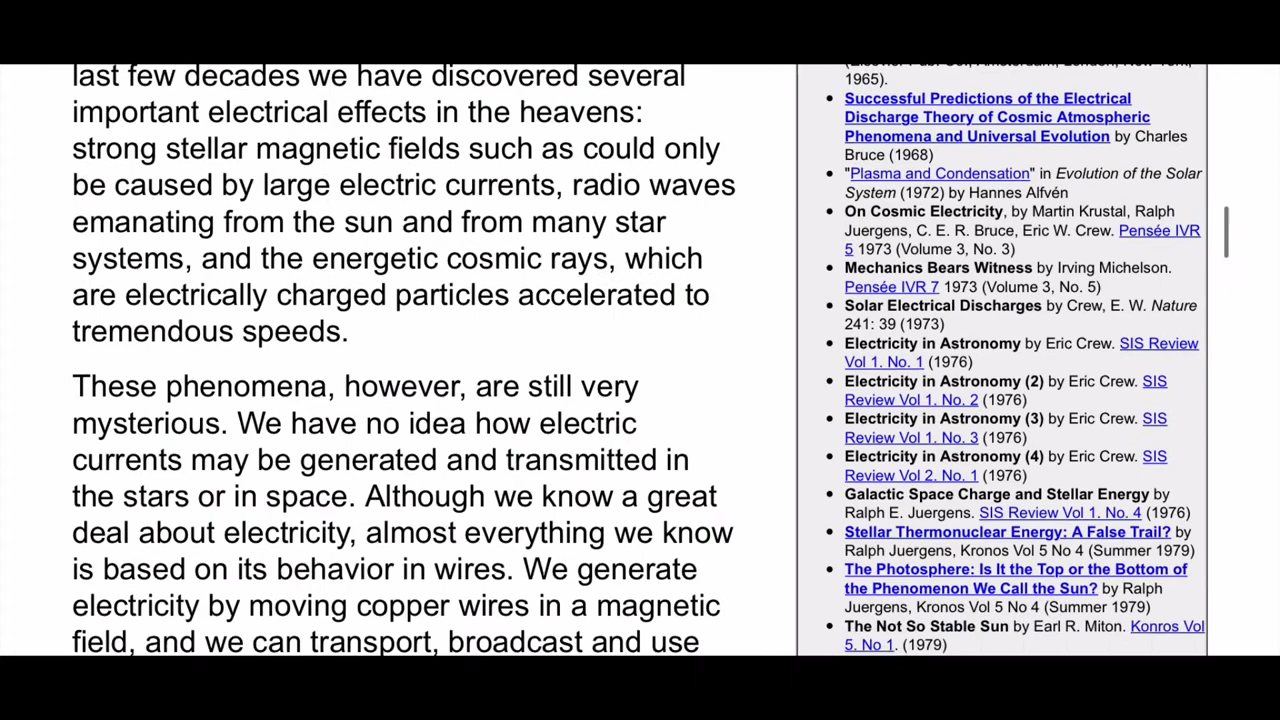 last few decades we have discovered several
important electrical effects in the heavens:
strong stellar magnetic fields such as could only
be caused by large electric currents, radio waves
emanating from the sun and from many star
systems, and the energetic cosmic rays, which
are electrically charged particles accelerated to
tremendous speeds.
These phenomena, however, are still very
mysterious. We have no idea how electric
currents may be generated and transmitted in
the stars or in space. Although we know a great
deal about electricity, almost everything we know
is based on its behavior in wires. We generate
electricity by moving copper wires in a magnetic
field, and we can transport, broadcast and use
1965).
Successful Predictions of the Electrical
Discharge Theory of Cosmic Atmospheric
Phenomena and Universal Evolution by Charles
Bruce (1968)
"Plasma and Condensation" in Evolution of the Solar
System (1972) by Hannes Alfvén
On Cosmic Electricity, by Martin Krustal, Ralph
Juergens, C. E. R. Bruce, Eric W. Crew. Pensée IVR
5 1973 (Volume 3, No. 3)
Mechanics Bears Witness by Irving Michelson.
Pensée IVR 7 1973 (Volume 3, No. 5)
Solar Electrical Discharges by Crew, E. W. Nature
241: 39 (1973)
Electricity in Astronomy by Eric Crew. SIS Review
Vol 1. No. 1 (1976)
Electricity in Astronomy (2) by Eric Crew. SIS
Review Vol 1. No. 2 (1976)
Electricity in Astronomy (3) by Eric Crew. SIS
Review Vol 1. No. 3 (1976)
Electricity in Astronomy (4) by Eric Crew. SIS
Review Vol 2. No. 1 (1976)
Galactic Space Charge and Stellar Energy by
Ralph E. Juergens. SIS Review Vol 1. No. 4 (1976)
Stellar Thermonuclear Energy: A False Trail? by
Ralph Juergens, Kronos Vol 5 No 4 (Summer 1979)
The Photosphere: Is It the Top or the Bottom of
the Phenomenon We Call the Sun? by Ralph
Juergens, Kronos Vol 5 No 4 (Summer 1979)
The Not So Stable Sun by Earl R. Miton. Konros Vol
5. No 1. (1979)